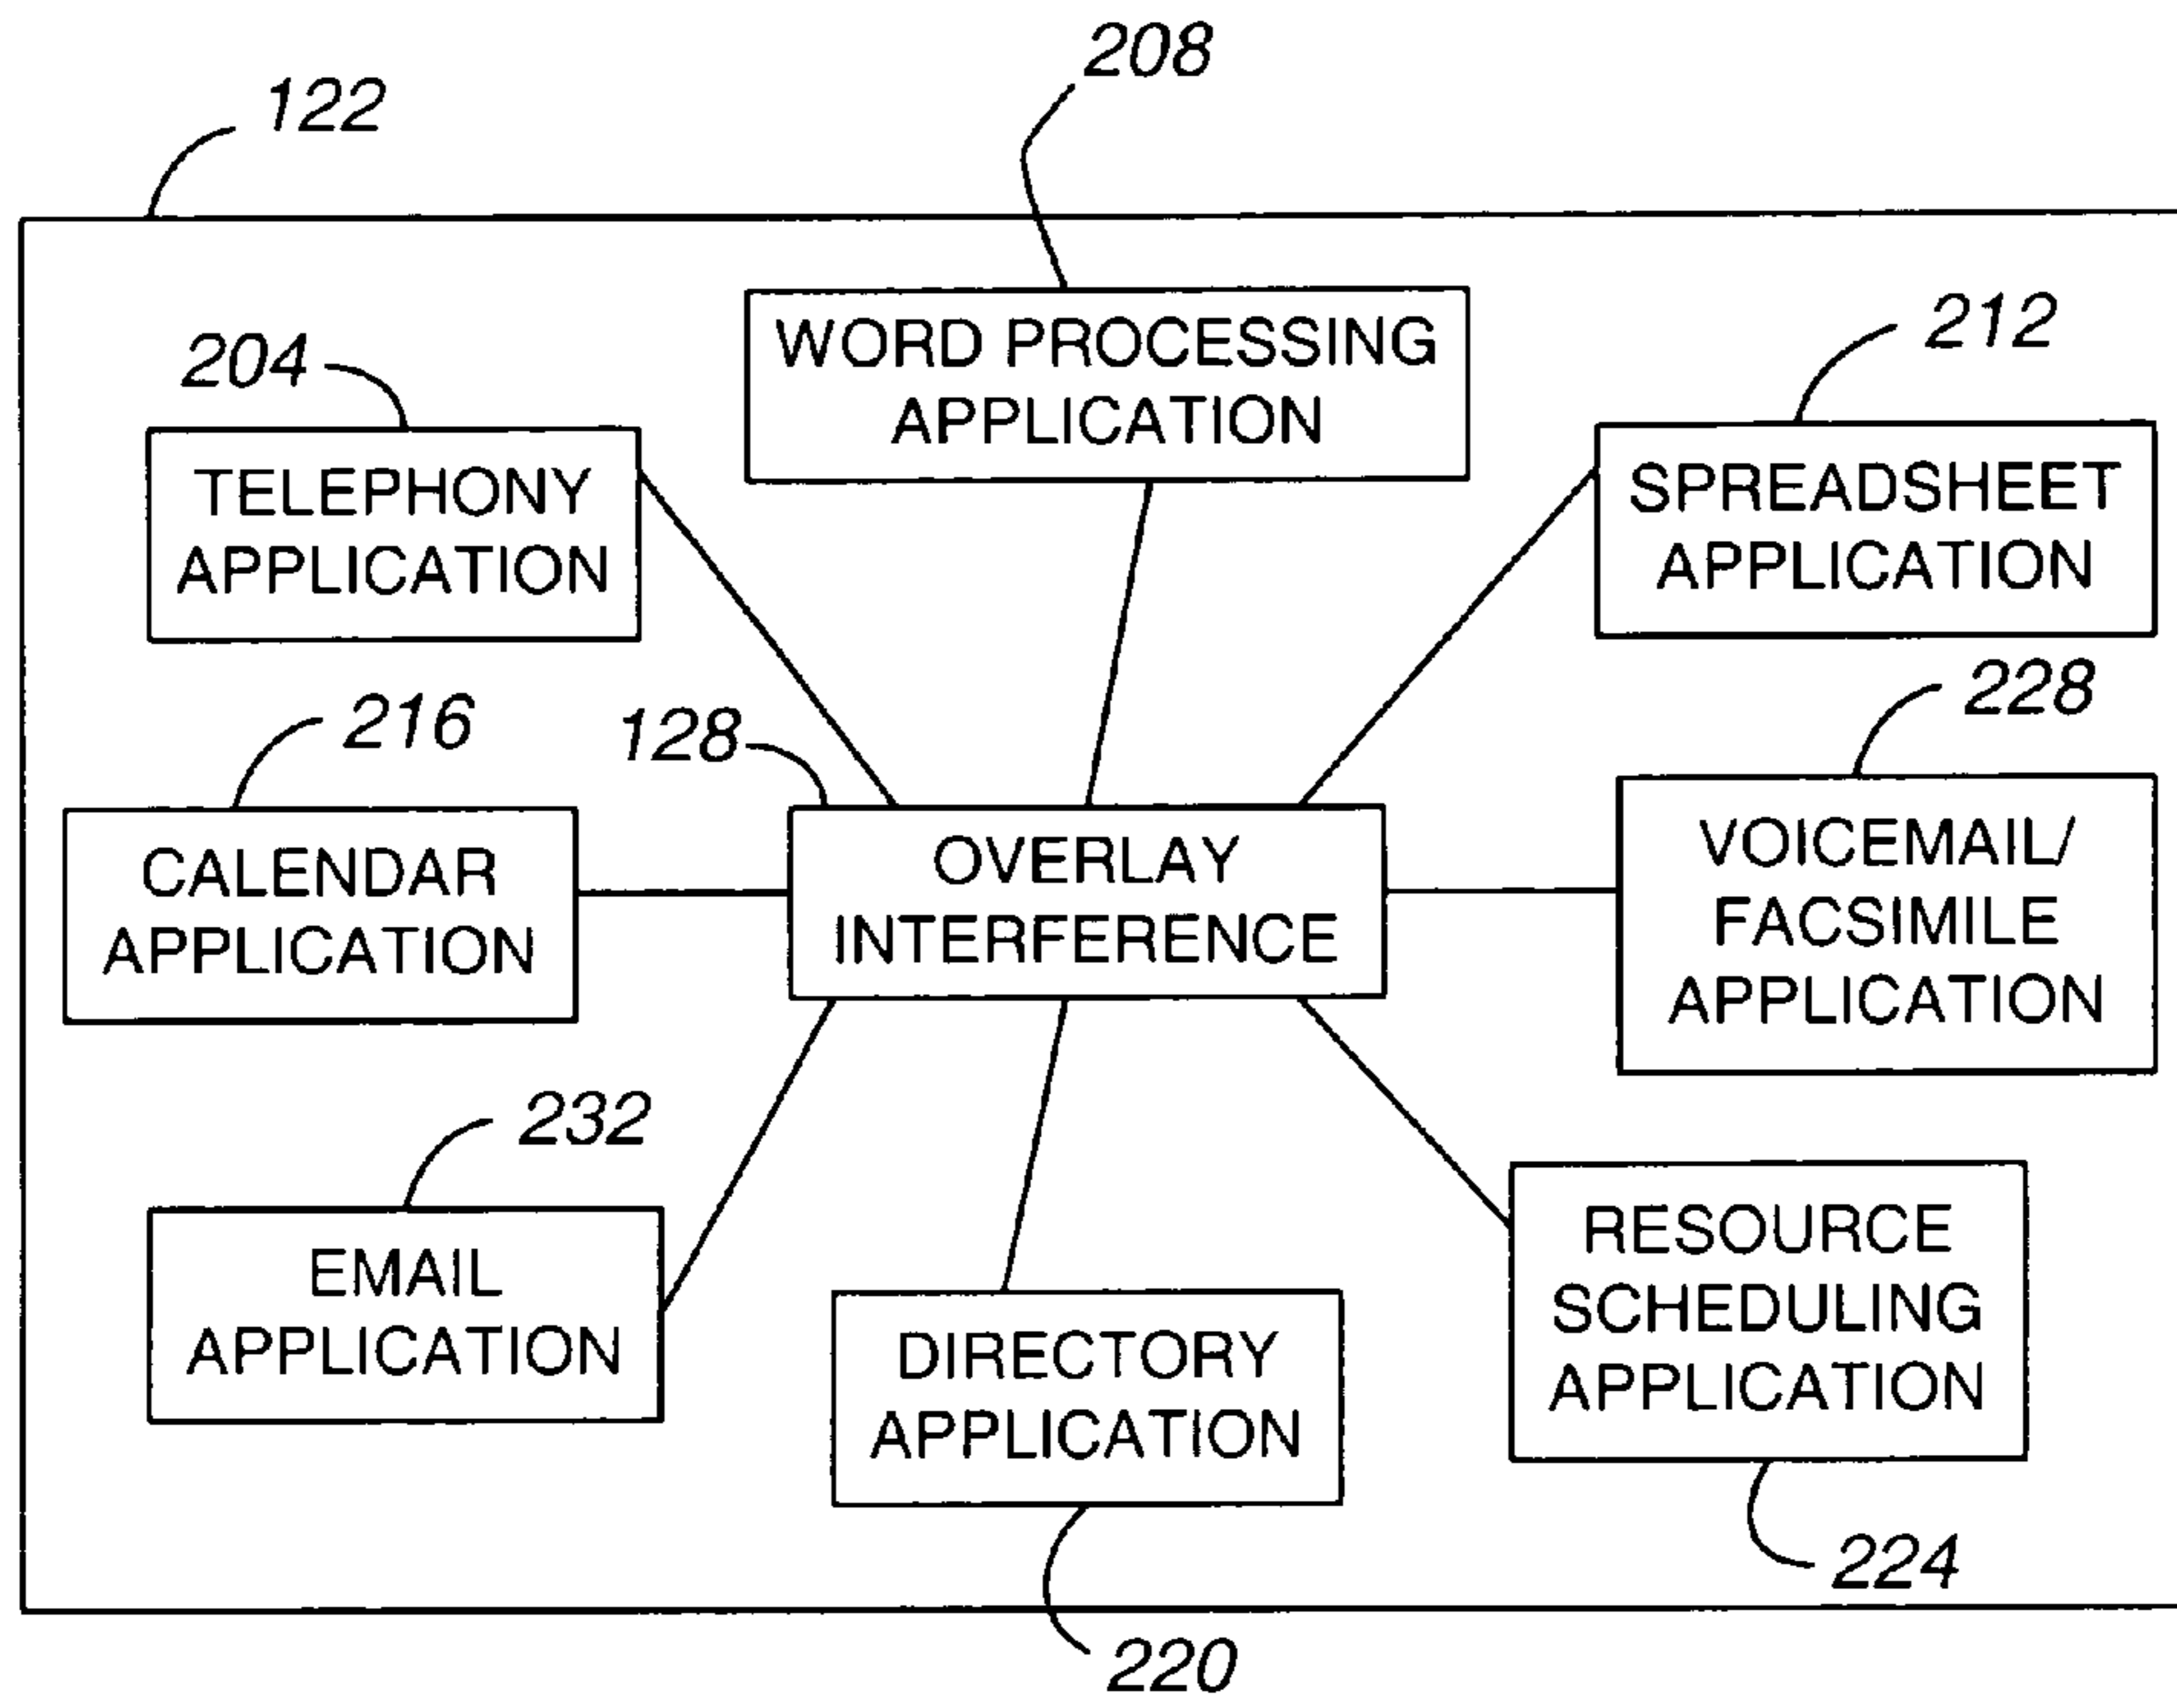 208
122
WORD PROCESSING
APPLICATION
212
204
TELEPHONY
APPLICATION
SPREADSHEET
APPLICATION
216
128
228
CALENDAR
APPLICATION
OVERLAY
INTERFERENCE
VOICEMAIL/
FACSIMILE
APPLICATION
232
EMAIL
APPLICATION
DIRECTORY
APPLICATION
RESOURCE
SCHEDULING
APPLICATION
224
220